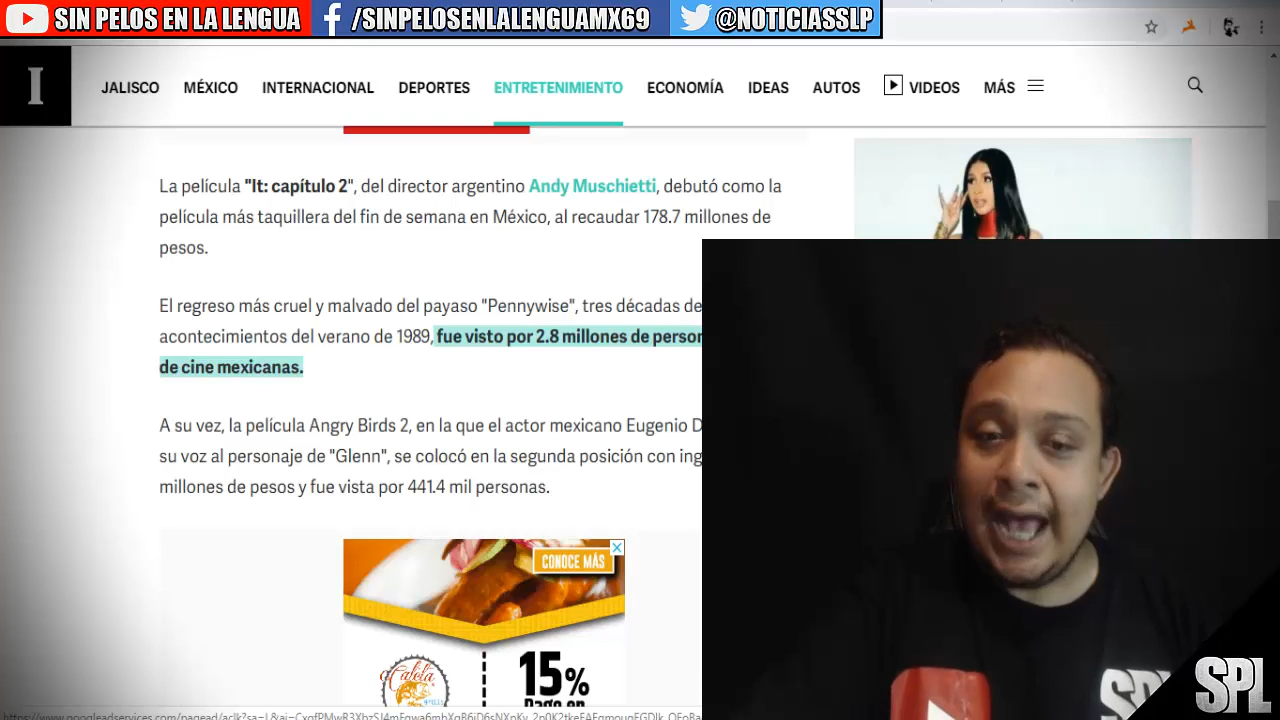 SIN PELOS EN LA LENGUA
/SINPELOSENLALENGUAMX69
@NOTICIASSLP
I
JALISCO
MÉXICO
INTERNACIONAL
DEPORTES
ENTRETENIMIENTO
ECONOMÍA
IDEAS
AUTOS
VIDEOS
MÁS
La película "It: capítulo 2", del director argentino Andy Muschietti, debutó como la
película más taquillera del fin de semana en México, al recaudar 178.7 millones de
pesos.
El regreso más cruel y malvado del payaso "Pennywise", tres décadas de
acontecimientos del verano de 1989, fue visto por 2.8 millones de person
de cine mexicanas.
A su vez, la película Angry Birds 2, en la que el actor mexicano Eugenio D
su voz al personaje de "Glenn", se colocó en la segunda posición con ing
millones de pesos y fue vista por 441.4 mil personas.
CONOCE MÁS
Caleta
15%
SPL
SPL